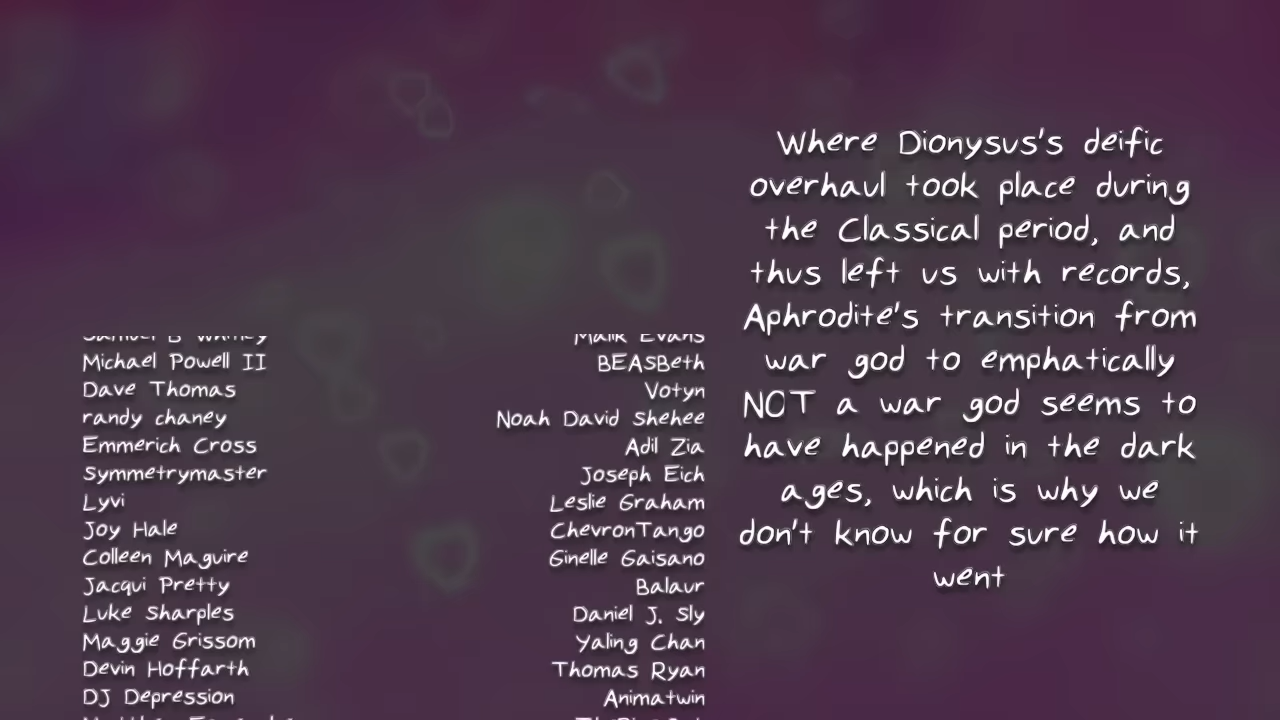 Michael Powell II
Dave Thomas
randy chaney
Emmerich Cross
Symmetrymaster
Lyvi
Joy Hale
Colleen Maguire
Jacqui Pretty
Luke Sharples
Maggie Grissom
Devin Hoffarth
DJ Depression
Malik Evans
BEASBeth
Votyn
Noah David Shehee
Adil Zia
Joseph Eich
Leslie Graham
ChevronTango
Ginelle Gaisano
Balaur
Daniel J. Sly
Yaling Chan
Thomas Ryan
Animatwin
Where Dionysus's deific
overhaul took place during
the Classical period, and
thus left us with records,
Aphrodite's transition from
war god to emphatically
NOT a war god seems to
have happened in the dark
ages, which is why we
don't know for sure how it
went